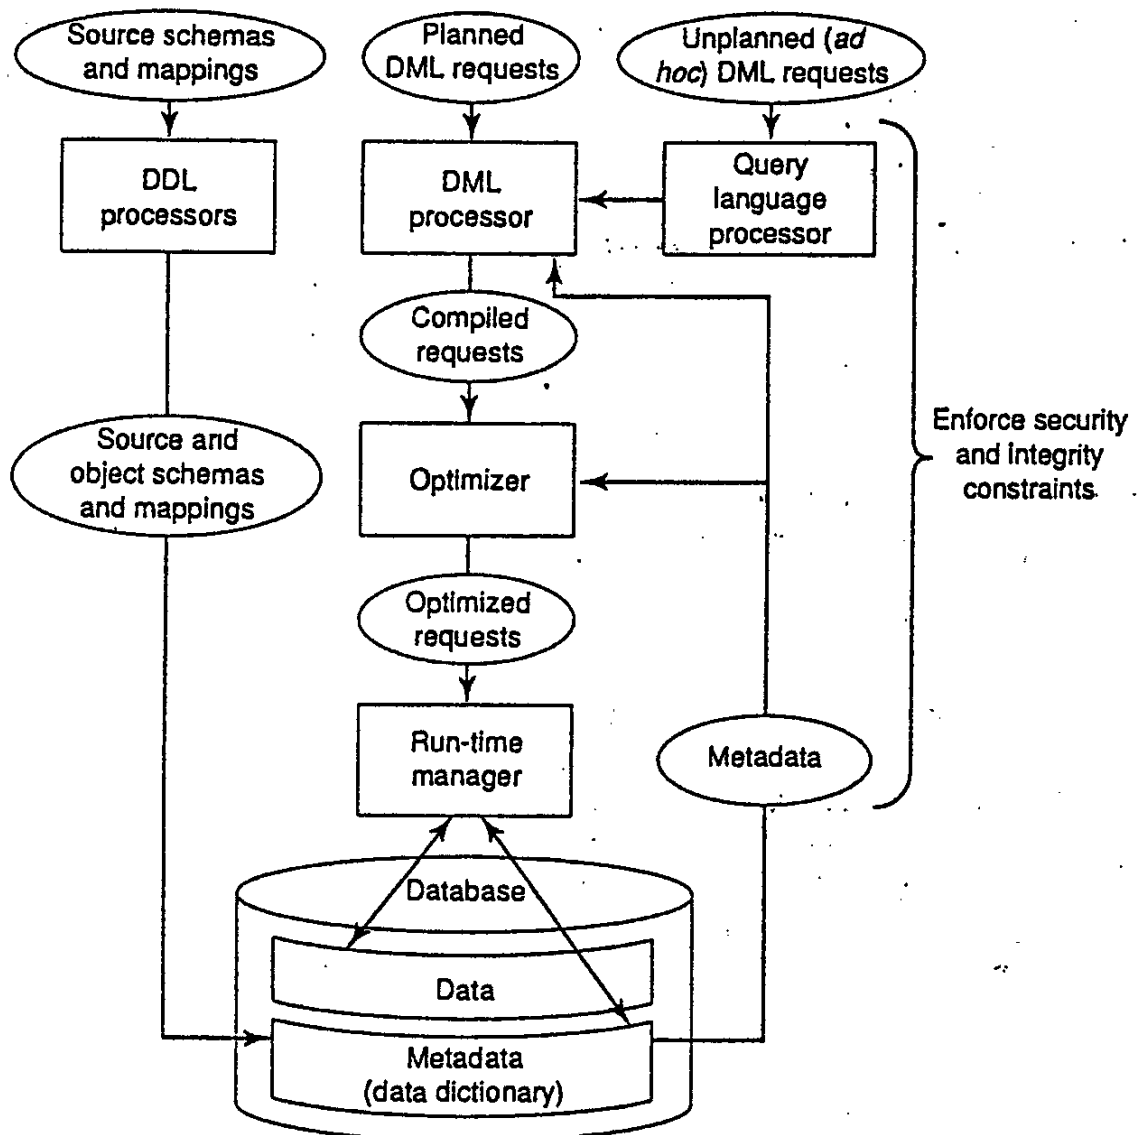 Source schemas
and mappings
Planned
DML requests
Unplanned (ad
hoc) DML requests
DDL
processors
DML
processor
Query
language
processor
Compiled
requests
Source and
object schemas
and mappings
Optimizer
Enforce security
and integrity
constraints.
Optimized
requests
Run-time
manager
Metadata
Database
Data
Metadata
(data dictionary)